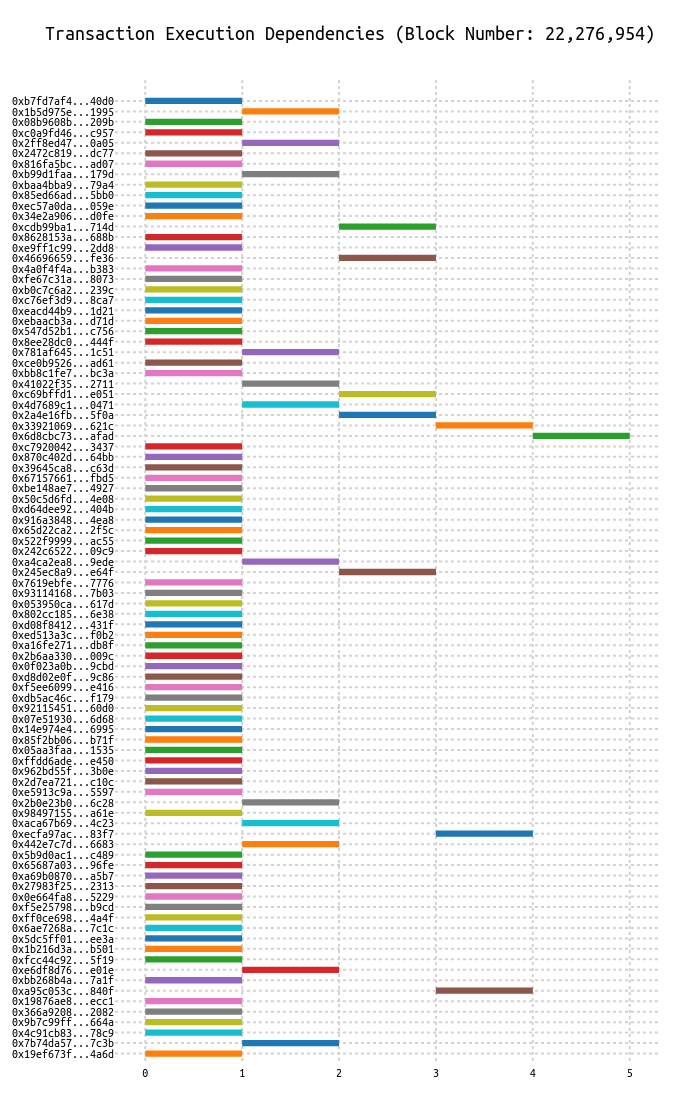 Transaction Execution Dependencies (Block Number: 22,276,954)
0xb7fd7af4...40d0
0x1b5d975e...1995
0x08b9608b...209b
0xc0a9fd46...c957
0x2ff8ed47...0a05
0x2472c819...dc77
0x816fa5bc...ad07
0xb99d1faa...179d
0xbaa4bba9...79a4
0x85ed66ad...5bb0
0xec57a0da...059e
0x34e2a906...d0fe
0xcdb99ba1...714d
0x8628153a...688b
0xe9ff1c99...2dd8
0x46696659...fe36
0x4a0f4f4a...b383
0xfe67c31a...8073
0xb0c7c6a2...239c
0xc76ef3d9...8ca7
0xeacd44b9...1d21
0xebaacb3a...d71d
0x547d52b1...c756
0x8ee28dc0...444f
0x781af645...1c51
0xce0b9526...ad61
0xbb8c1fe7...bc3a
0x41022f35...2711
0xc69bffd1...e051
0x4d7689c1...0471
0x2a4e16fb...5f0a
0x33921069...621c
0x6d8cbc73...afad
0xc7920042...3437
0x870c402d...64bb
0x39645ca8...c63d
0x67157661...fbd5
0xbe148ae7...4927
0x50c5d6fd...4e08
0xd64dee92...404b
0x916a3848...4ea8
0x65d22ca2...2f5c
0x522f9999...ac55
0x242c6522...09c9
0xa4ca2ea8...9ede
0x245ec8a9...e64f
0x7619ebfe...7776
0x93114168...7b03
0x053950ca...617d
0x802cc185...6e38
0xd08f8412...431f
0xed513a3c...f0b2
0xa16fe271...db8f
0x2b6aa330...009c
0x0f023a0b...9cbd
0xd8d02e0f...9c86
0xf5ee6099...e416
0xdb5ac46c...f179
0x92115451...60d0
0x07e51930...6d68
0x14e974e4...6995
0x85f2bb06...b71f
0x05aa3faa...1535
0xffdd6ade...e450
0x962bd55f...3b0e
0x2d7ea721...c10c
0xe5913c9a...5597
0x2b0e23b0...6c28
0x98497155...a61e
0xaca67b69...4c23
0xecfa97ac...83f7
0x442e7c7d...6683
0x5b9d0ac1...c489
0x65687a03...96fe
0xa69b0870...a5b7
0x27983f25...2313
0x0e664fa8...5229
0xf5e25798...b9cd
0xff0ce698...4a4f
0x6ae7268a...7c1c
0x5dc5ff01...ee3a
0x1b216d3a...b501
0xfcc44c92...5f19
0xe6df8d76...e01e
0xbb268b4a...7a1f
0xa95c053c...840f
0x19876ae8...ecc1
0x366a9208...2082
0x9b7c99ff...664a
0x4c91cb83...78c9
0x7b74da57...7c3b
0x19ef673f...4a6d
0 1 2 3 4 5